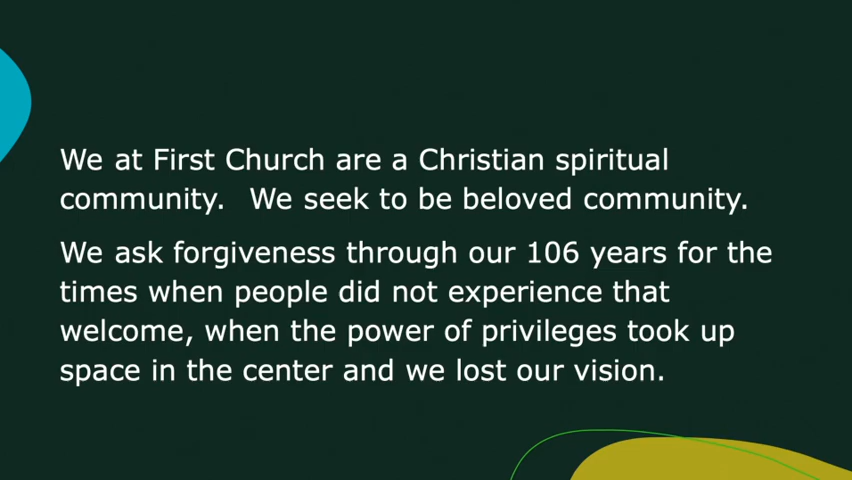 We at First Church are a Christian spiritual
community.  We seek to be beloved community.
We ask forgiveness through our 106 years for the
times when people did not experience that
welcome, when the power of privileges took up
space in the center and we lost our vision.